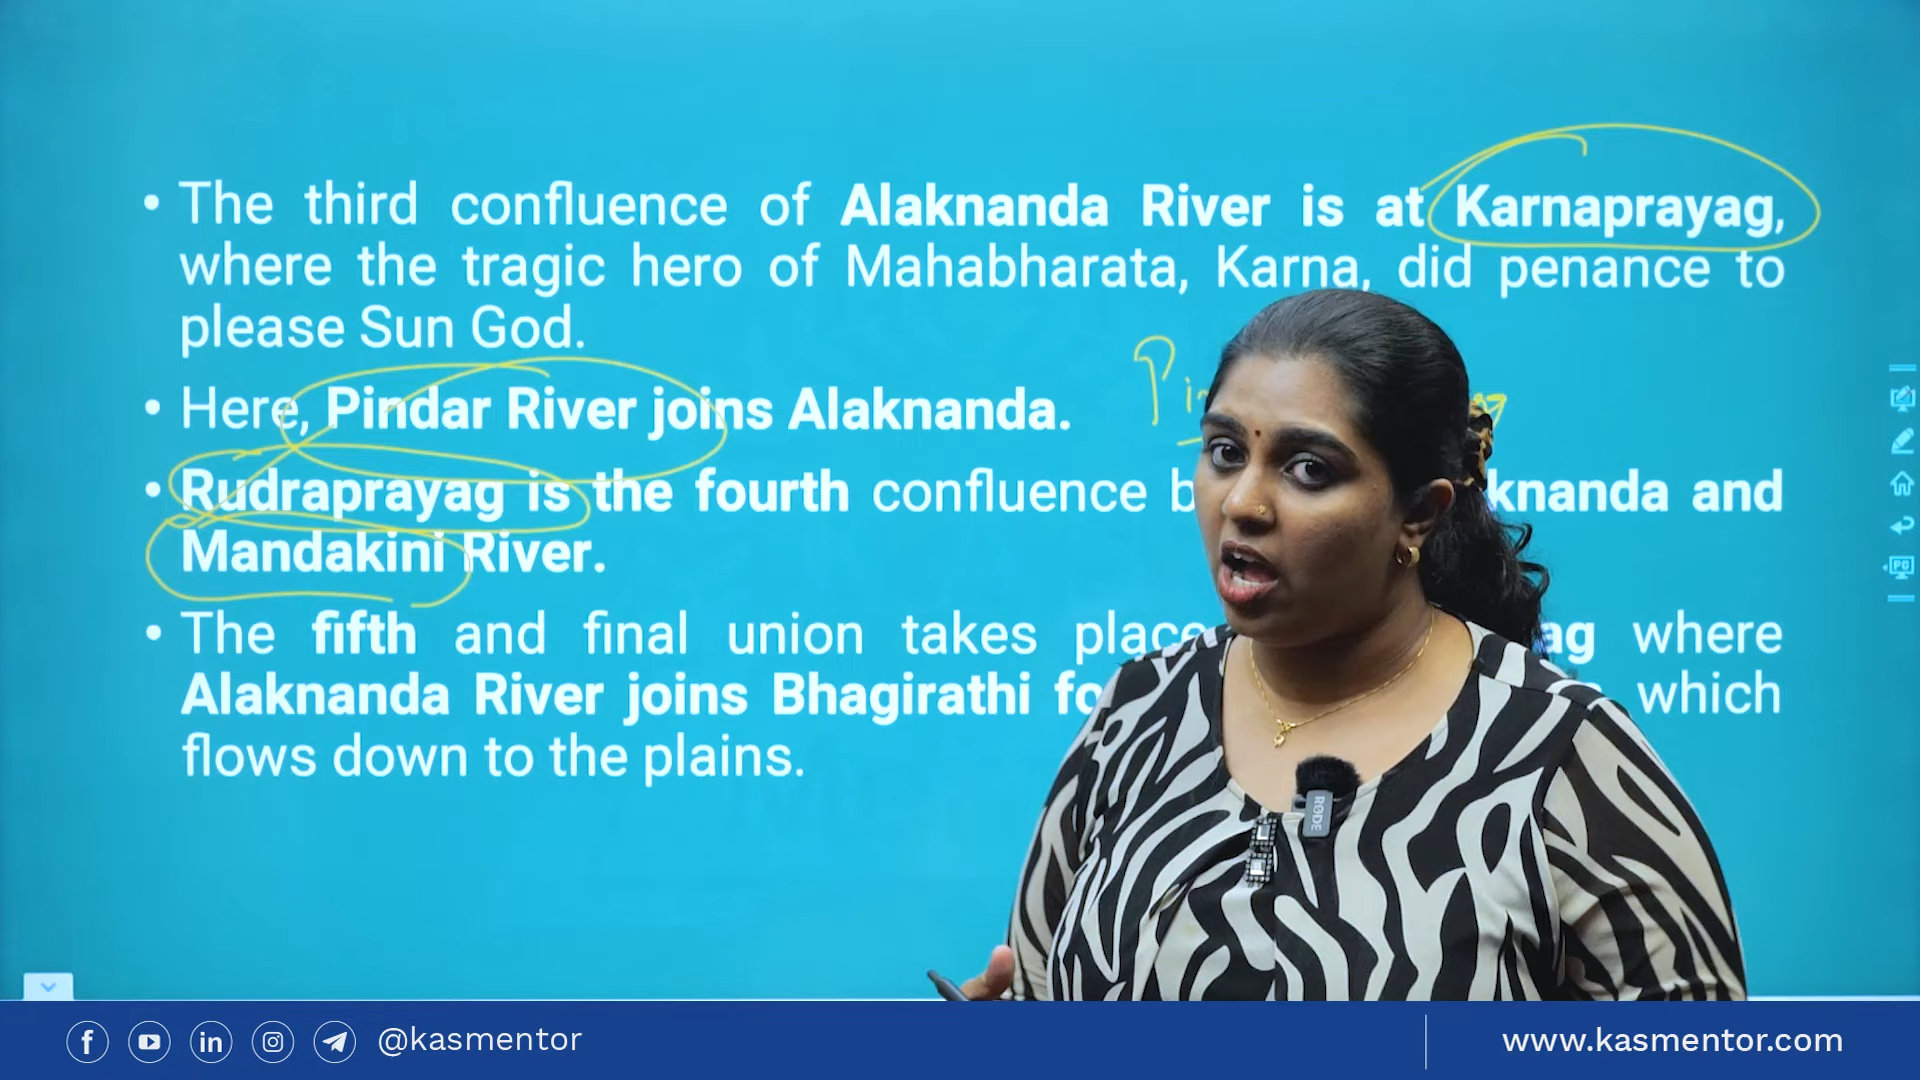 • The third confluence of Alaknanda River is at Karnaprayag,
where the tragic hero of Mahabharata, Karna, did penance to
please Sun God.
• Here, Pindar River joins Alaknanda.
• Rudraprayag is the fourth confluence knanda and
Mandakini River.
• The fifth and final union takes place ag where
Alaknanda River joins Bhagirathi which
flows down to the plains.
RØDE
@kasmentor
www.kasmentor.com